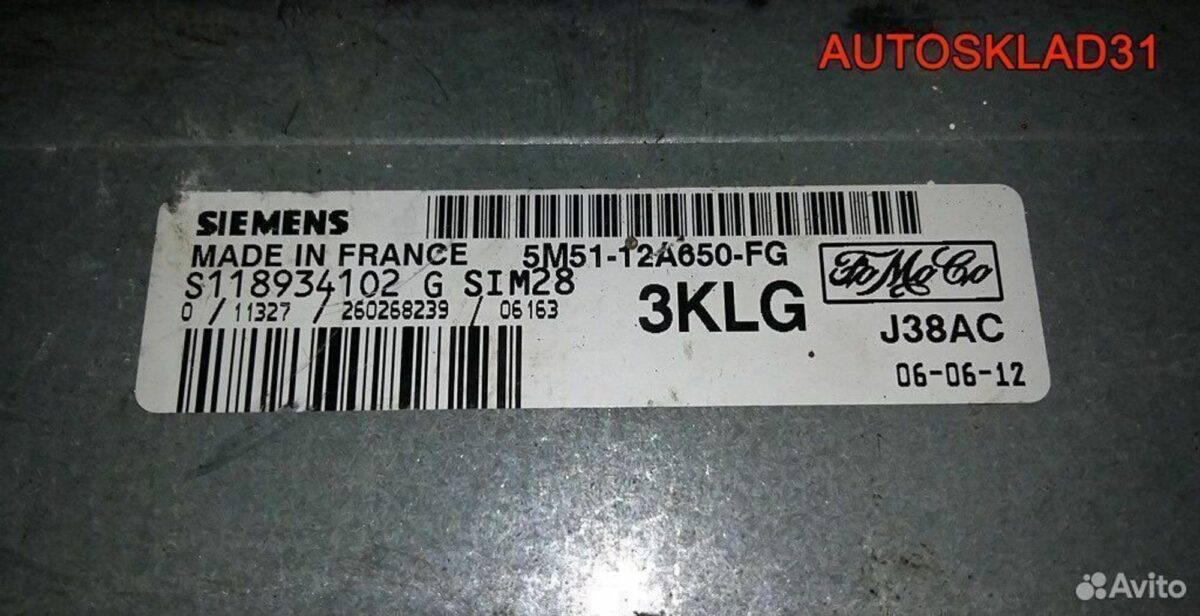 AUTOSKLAD31
SIEMENS
MADE IN FRANCE 5M51-12A650-FG
S118934102 G SIM28
0 / 11327 / 260268239 / 06163
3KLG
FoMoCo
J38AC
06-06-12
Avito